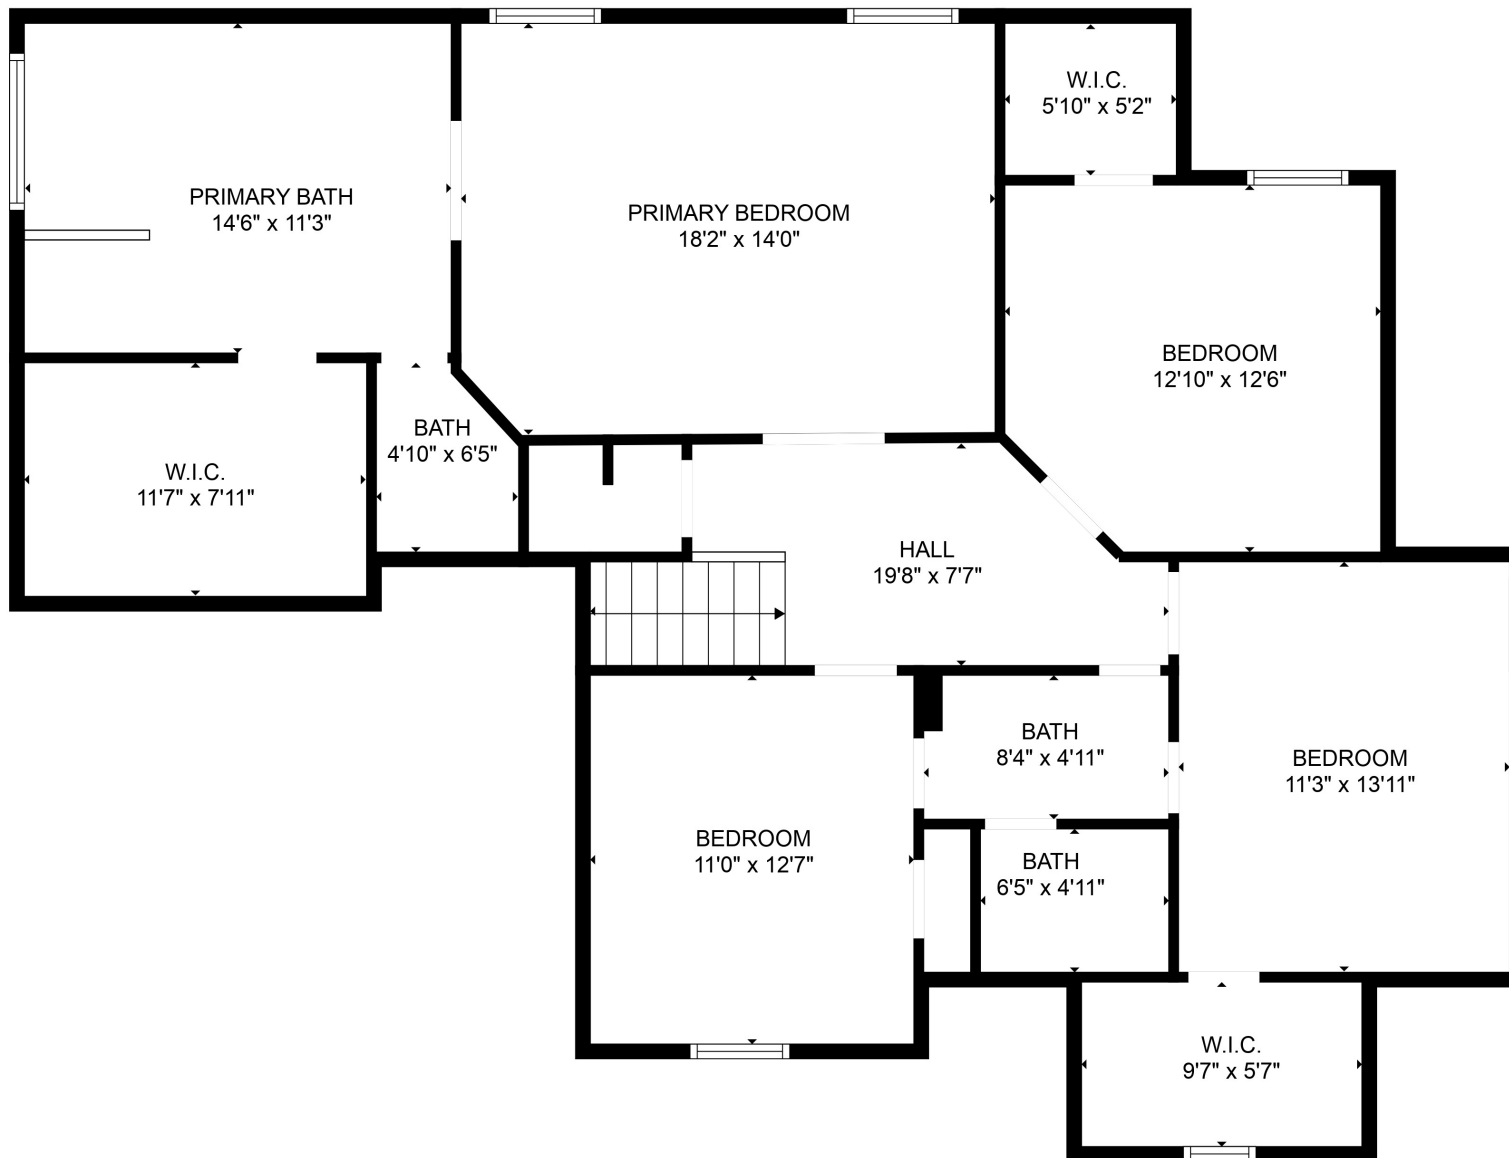 W.I.C.
5'10" x 5'2"
PRIMARY BATH
14'6" x 11'3"
PRIMARY BEDROOM
18'2" x 14'0"
BEDROOM
12'10" x 12'6"
BATH
4'10" x 6'5"
W.I.C.
11'7" x 7'11"
HALL
19'8" x 7'7"
BATH
8'4" x 4'11"
BEDROOM
11'3" x 13'11"
BEDROOM
11'0" x 12'7"
BATH
6'5" x 4'11"
W.I.C.
9'7" x 5'7"